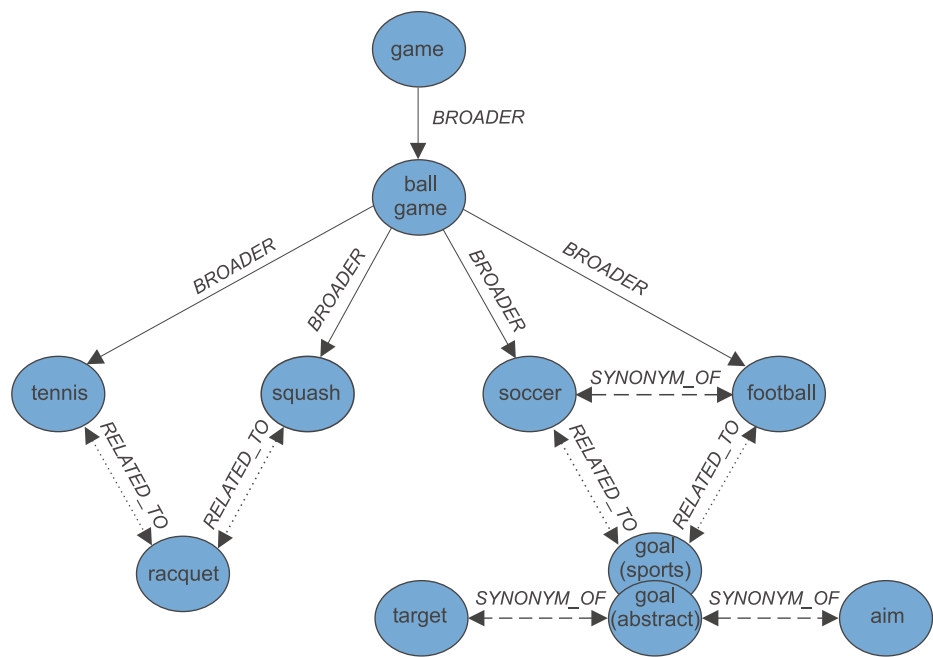 game
BROADER
ball
game
BROADER
BROADER
BROADER
BROADER
tennis
squash
soccer
SYNONYM_OF
football
RELATED_TO
RELATED_TO
RELATED_TO
RELATED_TO
racquet
goal
(sports)
target
SYNONYM_OF
goal
(abstract)
SYNONYM_OF
aim